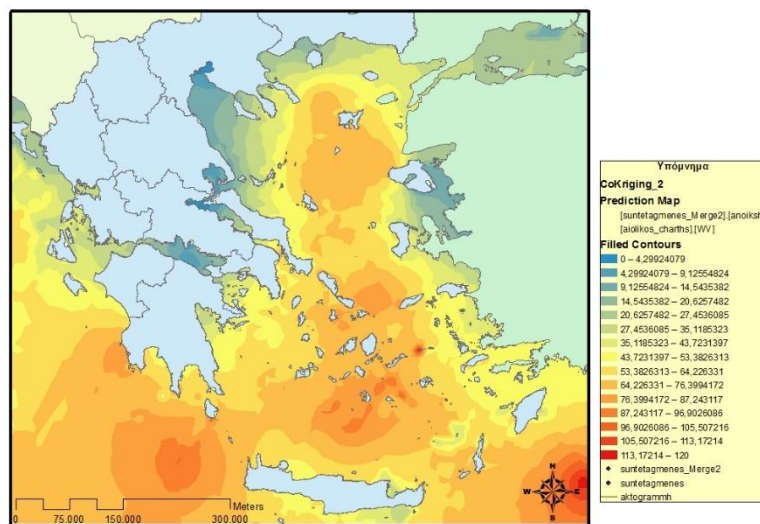 Υπόμνημα
CoKriging_2
Prediction Map
[suntetagmenes_Merge2].[anoiksh
[aiolikos_charths].[WV]
Filled Contours
0 – 4,29924079
4,29924079 – 9,12554824
9,12554824 – 14,5435382
14,5435382 – 20,6257482
20,6257482 – 27,4536085
27,4536085 – 35,1185323
35,1185323 – 43,7231397
43,7231397 – 53,3826313
53,3826313 – 64,226331
64,226331 – 76,3994172
76,3994172 – 87,243117
87,243117 – 96,9026086
96,9026086 – 105,507216
105,507216 – 113,17214
113,17214 – 120
suntetagmenes_Merge2
suntetagmenes
aktogrammh
N
W E
S
Meters
0 75.000 150.000 300.000